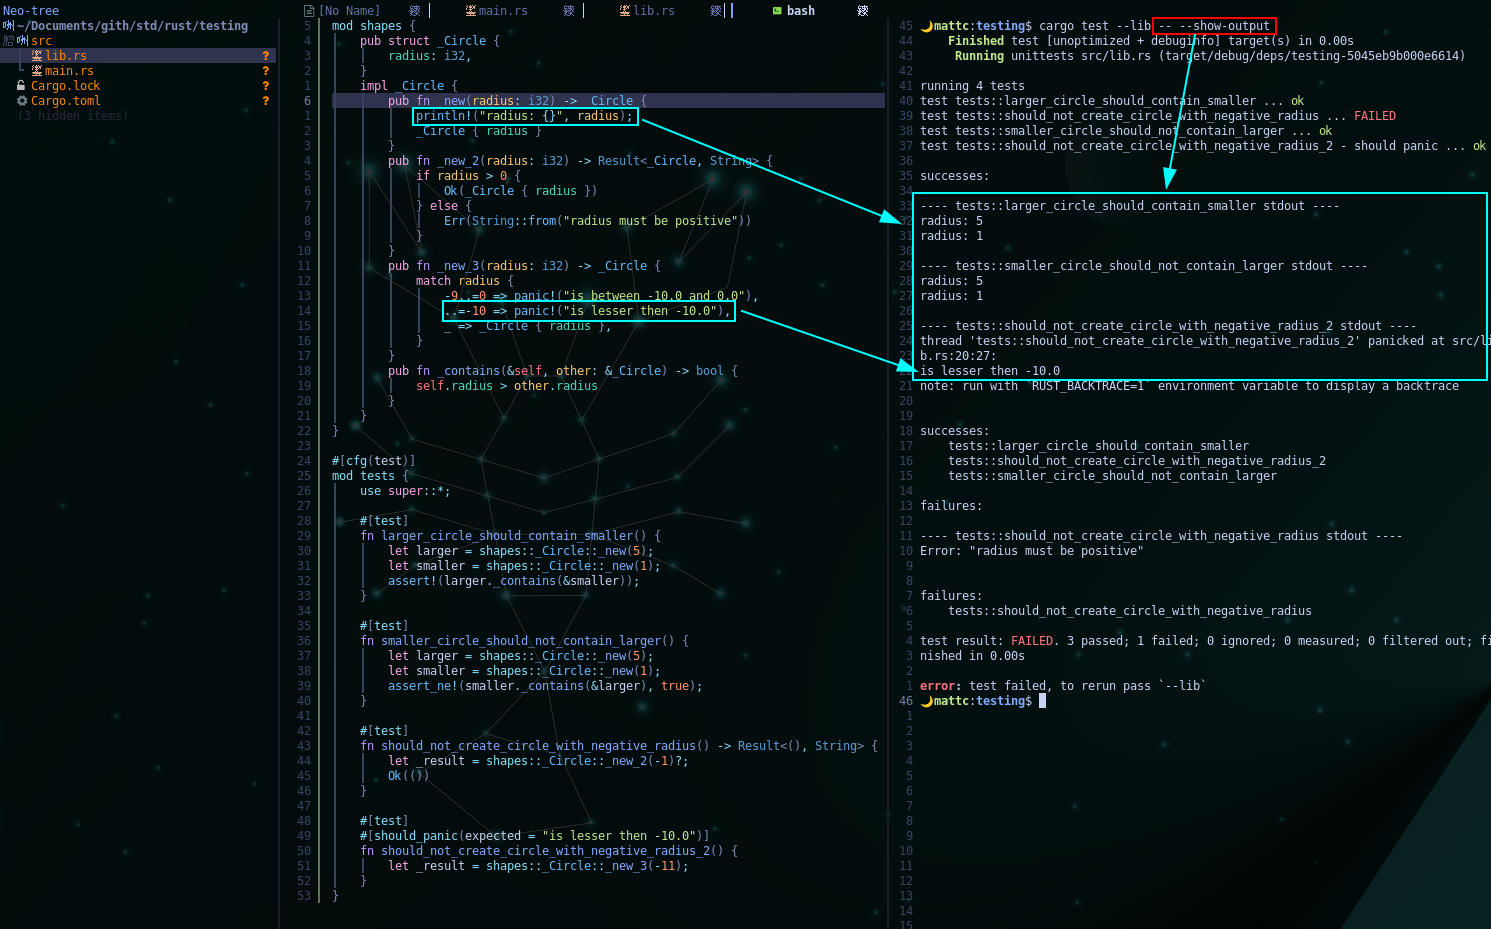 Neo-tree
~/Documents/gith/std/rust/testing
src
lib.rs ?
main.rs ?
Cargo.lock ?
Cargo.toml ?
(3 hidden items)
[No Name] main.rs lib.rs bash
5 mod shapes {
4 pub struct _Circle {
3 radius: i32,
2 }
1 impl _Circle {
6 pub fn _new(radius: i32) -> _Circle {
1 println!("radius: {}", radius);
2 _Circle { radius }
3 }
4 pub fn _new_2(radius: i32) -> Result<_Circle, String> {
5 if radius > 0 {
6 Ok(_Circle { radius })
7 } else {
8 Err(String::from("radius must be positive"))
9 }
10 }
11 pub fn _new_3(radius: i32) -> _Circle {
12 match radius {
13 -9..=0 => panic!("is between -10.0 and 0.0"),
14 ..=-10 => panic!("is lesser then -10.0"),
15 _ => _Circle { radius },
16 }
17 }
18 pub fn _contains(&self, other: &_Circle) -> bool {
19 self.radius > other.radius
20 }
21 }
22 }
23
24 #[cfg(test)]
25 mod tests {
26 use super::*;
27
28 #[test]
29 fn larger_circle_should_contain_smaller() {
30 let larger = shapes::_Circle::_new(5);
31 let smaller = shapes::_Circle::_new(1);
32 assert!(larger._contains(&smaller));
33 }
34
35 #[test]
36 fn smaller_circle_should_not_contain_larger() {
37 let larger = shapes::_Circle::_new(5);
38 let smaller = shapes::_Circle::_new(1);
39 assert_ne!(smaller._contains(&larger), true);
40 }
41
42 #[test]
43 fn should_not_create_circle_with_negative_radius() -> Result<(), String> {
44 let _result = shapes::_Circle::_new_2(-1)?;
45 Ok(())
46 }
47
48 #[test]
49 #[should_panic(expected = "is lesser then -10.0")]
50 fn should_not_create_circle_with_negative_radius_2() {
51 let _result = shapes::_Circle::_new_3(-11);
52 }
53 }
45 🌙mattc:testing$ cargo test --lib -- --show-output
44 Finished test [unoptimized + debuginfo] target(s) in 0.00s
43 Running unittests src/lib.rs (target/debug/deps/testing-5045eb9b000e6614)
42
41 running 4 tests
40 test tests::larger_circle_should_contain_smaller ... ok
39 test tests::should_not_create_circle_with_negative_radius ... FAILED
38 test tests::smaller_circle_should_not_contain_larger ... ok
37 test tests::should_not_create_circle_with_negative_radius_2 - should panic ... ok
36
35 successes:
34
33 ---- tests::larger_circle_should_contain_smaller stdout ----
32 radius: 5
31 radius: 1
30
29 ---- tests::smaller_circle_should_not_contain_larger stdout ----
28 radius: 5
27 radius: 1
26
25 ---- tests::should_not_create_circle_with_negative_radius_2 stdout ----
24 thread 'tests::should_not_create_circle_with_negative_radius_2' panicked at src/li
23 b.rs:20:27:
22 is lesser then -10.0
21 note: run with `RUST_BACKTRACE=1` environment variable to display a backtrace
20
19
18 successes:
17 tests::larger_circle_should_contain_smaller
16 tests::should_not_create_circle_with_negative_radius_2
15 tests::smaller_circle_should_not_contain_larger
14
13 failures:
12
11 ---- tests::should_not_create_circle_with_negative_radius stdout ----
10 Error: "radius must be positive"
9
8
7 failures:
6 tests::should_not_create_circle_with_negative_radius
5
4 test result: FAILED. 3 passed; 1 failed; 0 ignored; 0 measured; 0 filtered out; fi
3 nished in 0.00s
2
1 error: test failed, to rerun pass `--lib`
46 🌙mattc:testing$
1
2
3
4
5
6
7
8
9
10
11
12
13
14
15